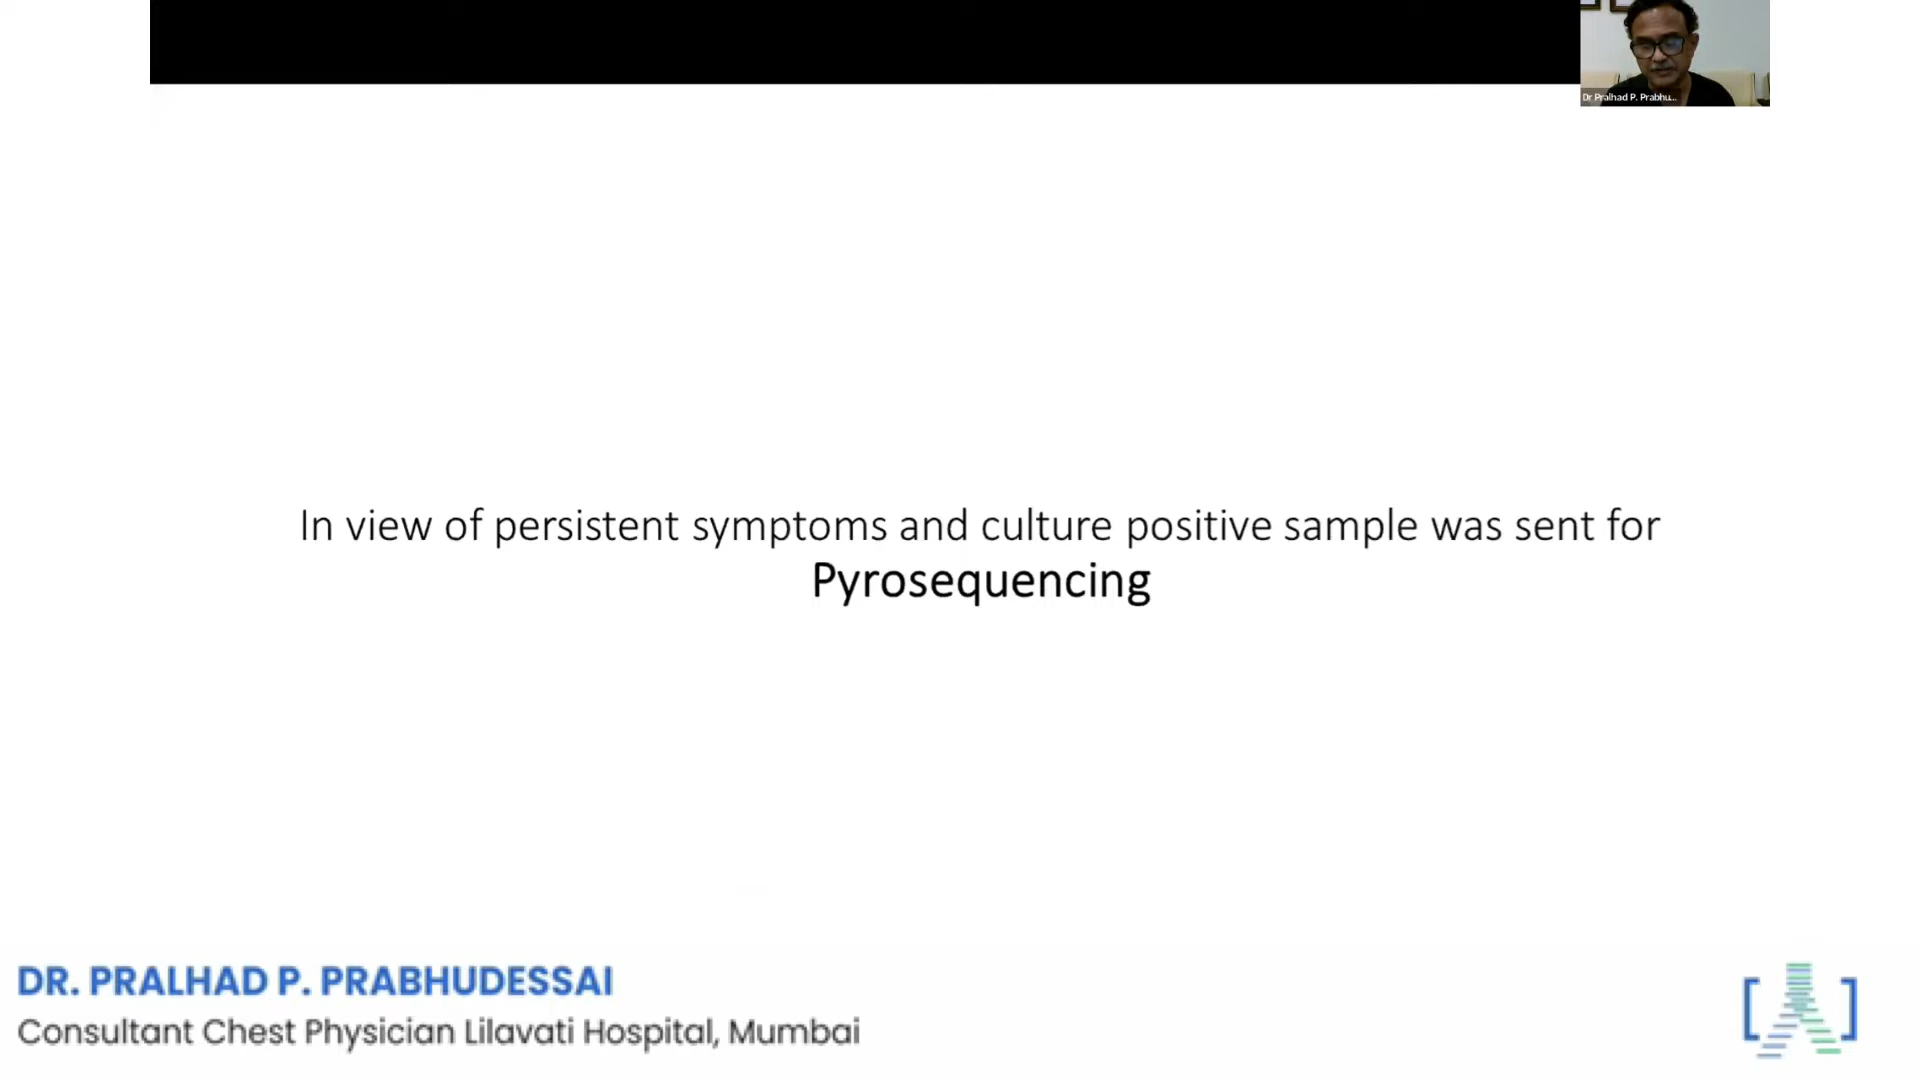 Dr Pralhad P. Prabhu...
In view of persistent symptoms and culture positive sample was sent for
Pyrosequencing
DR. PRALHAD P. PRABHUDESSAI
Consultant Chest Physician Lilavati Hospital, Mumbai